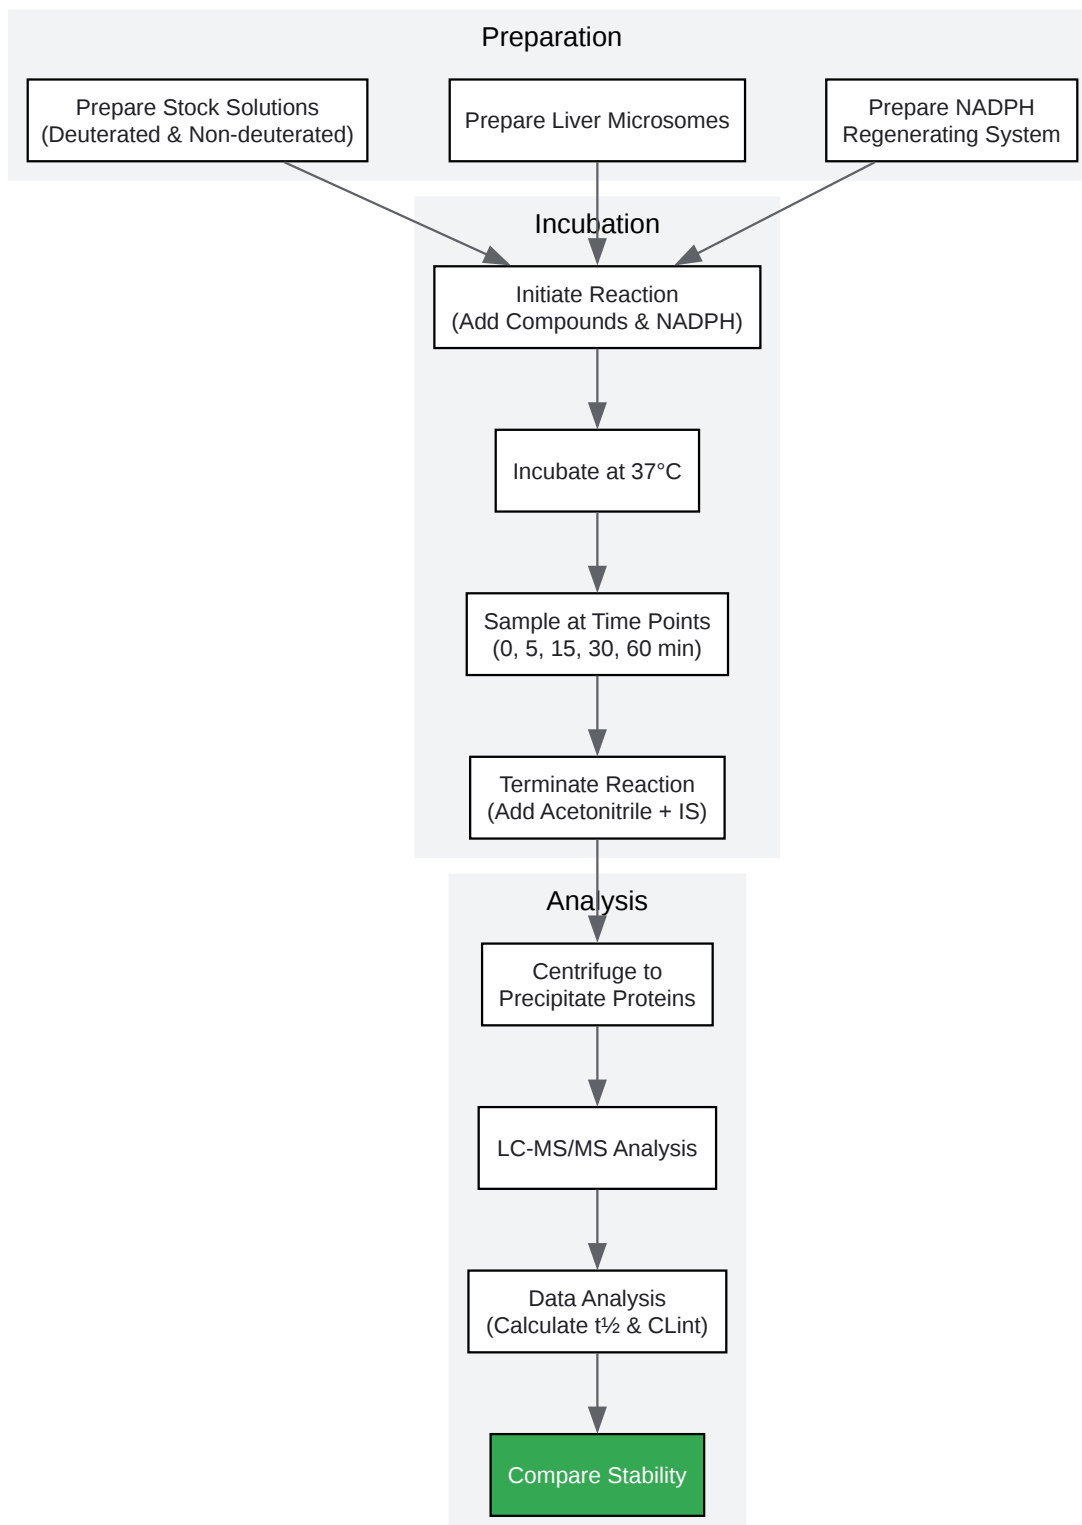 Preparation
Prepare Stock Solutions
(Deuterated & Non-deuterated)
Prepare Liver Microsomes
Prepare NADPH
Regenerating System
Incubation
Initiate Reaction
(Add Compounds & NADPH)
Incubate at 37°C
Sample at Time Points
(0, 5, 15, 30, 60 min)
Terminate Reaction
(Add Acetonitrile + IS)
Analysis
Centrifuge to
Precipitate Proteins
LC-MS/MS Analysis
Data Analysis
(Calculate t½ & CLint)
Compare Stability